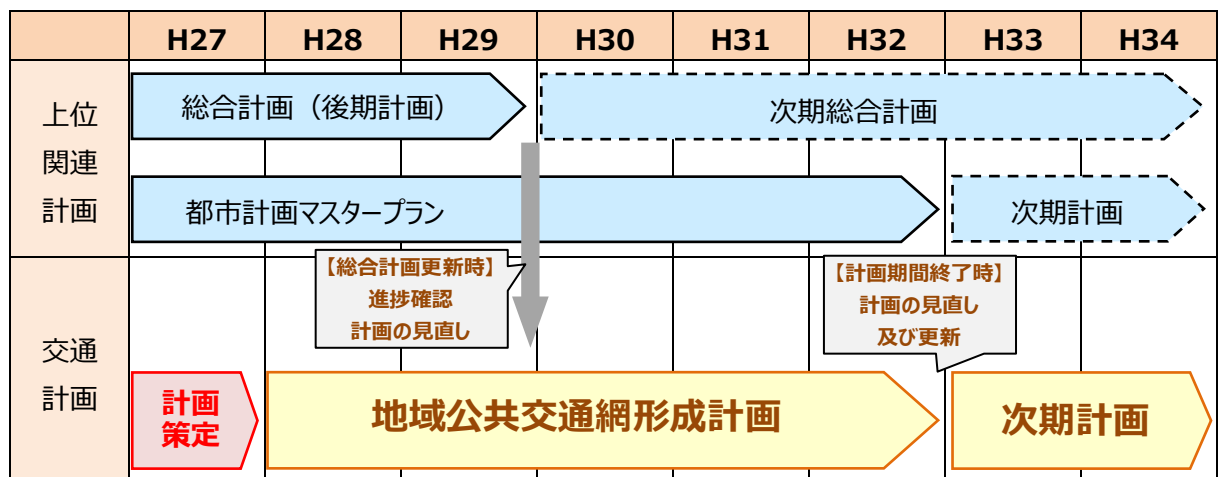 H27 H28 H29 H30 H31 H32 H33 H34
上位
関連
計画
総合計画（後期計画）
次期総合計画
都市計画マスタープラン
次期計画
【総合計画更新時】
進捗確認
計画の見直し
【計画期間終了時】
計画の見直し
及び更新
交通
計画
計画
策定
地域公共交通網形成計画
次期計画